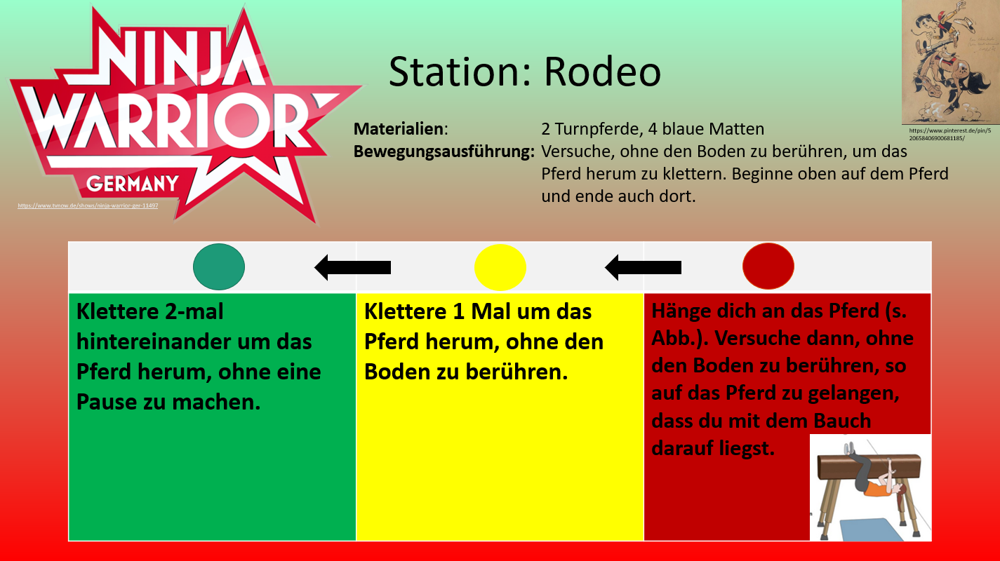 NINJA
WARRIOR
GERMANY
https://www.tvnow.de/shows/ninja-warrior-ger-11497
Station: Rodeo
https://www.pinterest.de/pin/5
20658406900681185/
Materialien: 2 Turnpferde, 4 blaue Matten
Bewegungsausführung: Versuche, ohne den Boden zu berühren, um das
Pferd herum zu klettern. Beginne oben auf dem Pferd
und ende auch dort.
Klettere 2-mal
hintereinander um das
Pferd herum, ohne eine
Pause zu machen.
Klettere 1 Mal um das
Pferd herum, ohne den
Boden zu berühren.
Hänge dich an das Pferd (s.
Abb.). Versuche dann, ohne
den Boden zu berühren, so
auf das Pferd zu gelangen,
dass du mit dem Bauch
darauf liegst.